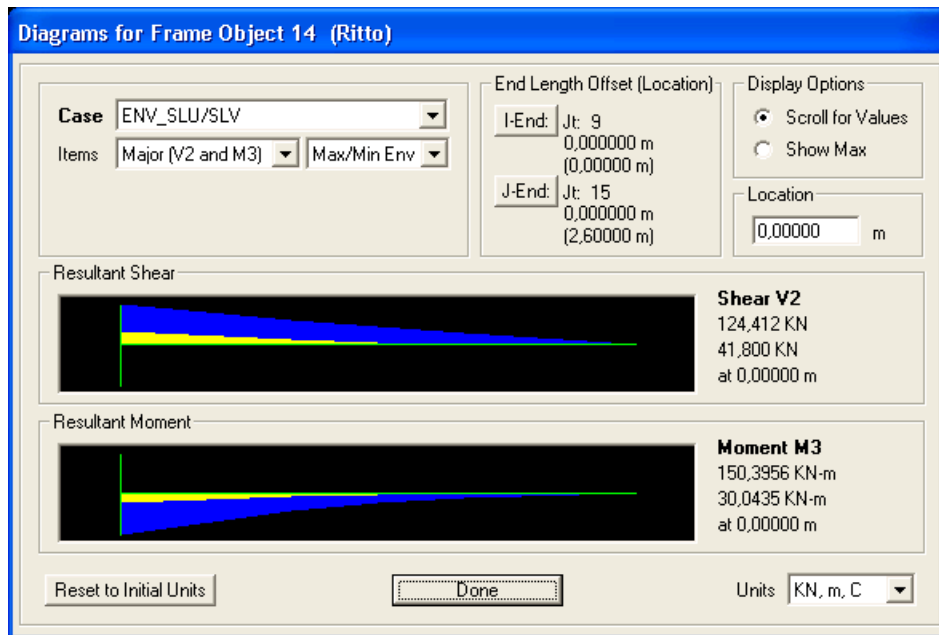 Diagrams for Frame Object 14 (Ritto)
Case ENV_SLU/SLV
Items Major (V2 and M3) Max/Min Env
End Length Offset (Location)
I-End: Jt: 9
0,000000 m
(0,00000 m)
J-End: Jt: 15
0,000000 m
(2,60000 m)
Display Options
Scroll for Values
Show Max
Location
0,00000 m
Resultant Shear
Shear V2
124,412 KN
41,800 KN
at 0,00000 m
Resultant Moment
Moment M3
150,3956 KN-m
30,0435 KN-m
at 0,00000 m
Reset to Initial Units Done Units KN, m, C